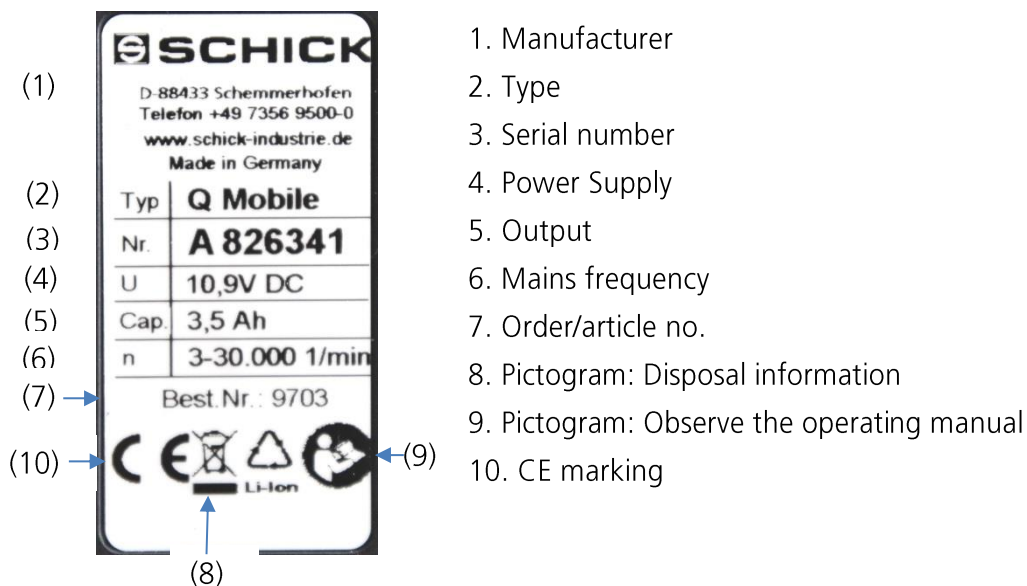 SCHICK
(1)
D-88433 Schemmerhofen
Telefon +49 7356 9500-0
www.schick-industrie.de
Made in Germany
(2) Typ Q Mobile
(3) Nr. A 826341
(4) U 10,9V DC
(5) Cap. 3,5 Ah
(6) n 3-30.000 1/min
(7) Best.Nr.: 9703
(10) CE (9)
Li-Ion
(8)
1. Manufacturer
2. Type
3. Serial number
4. Power Supply
5. Output
6. Mains frequency
7. Order/article no.
8. Pictogram: Disposal information
9. Pictogram: Observe the operating manual
10. CE marking